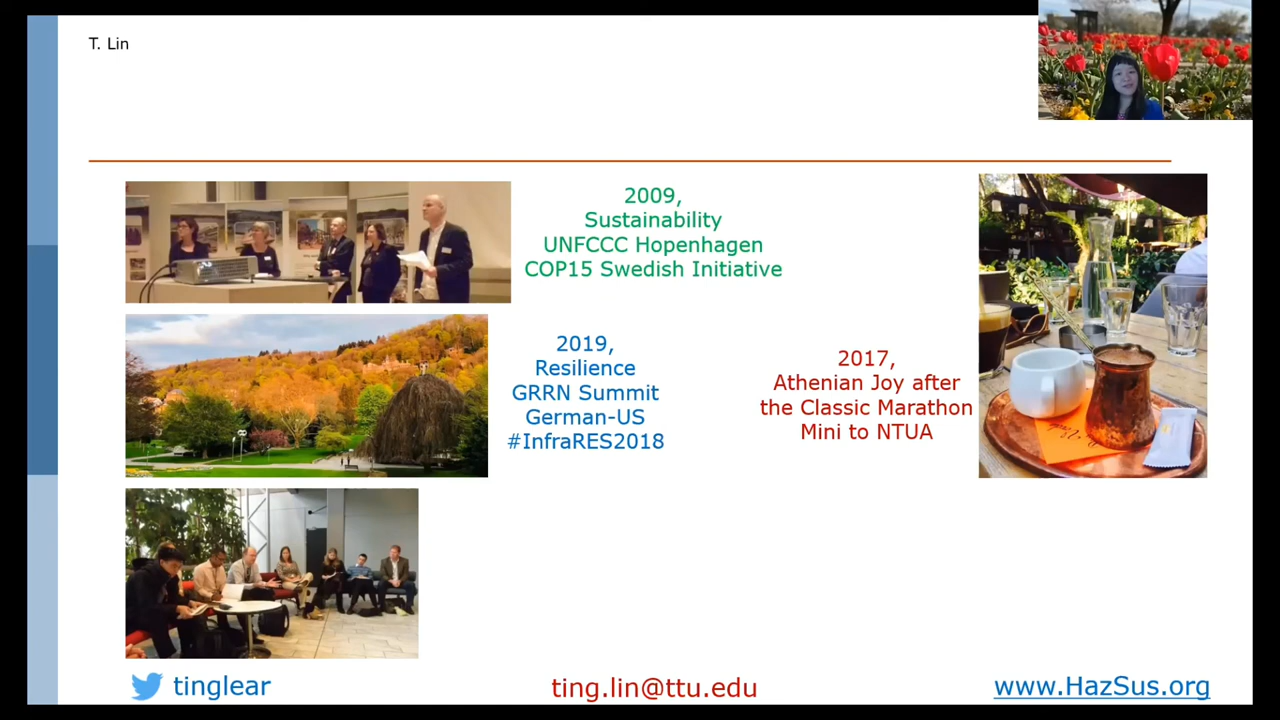 T. Lin
2009,
Sustainability
UNFCCC Hopenhagen
COP15 Swedish Initiative
2019,
Resilience
GRRN Summit
German-US
#InfraRES2018
2017,
Athenian Joy after
the Classic Marathon
Mini to NTUA
tinglear
ting.lin@ttu.edu
www.HazSus.org